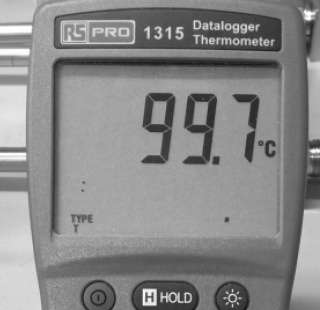 RS PRO 1315 Datalogger
Thermometer
99.7 °C
:
TYPE
T
H HOLD